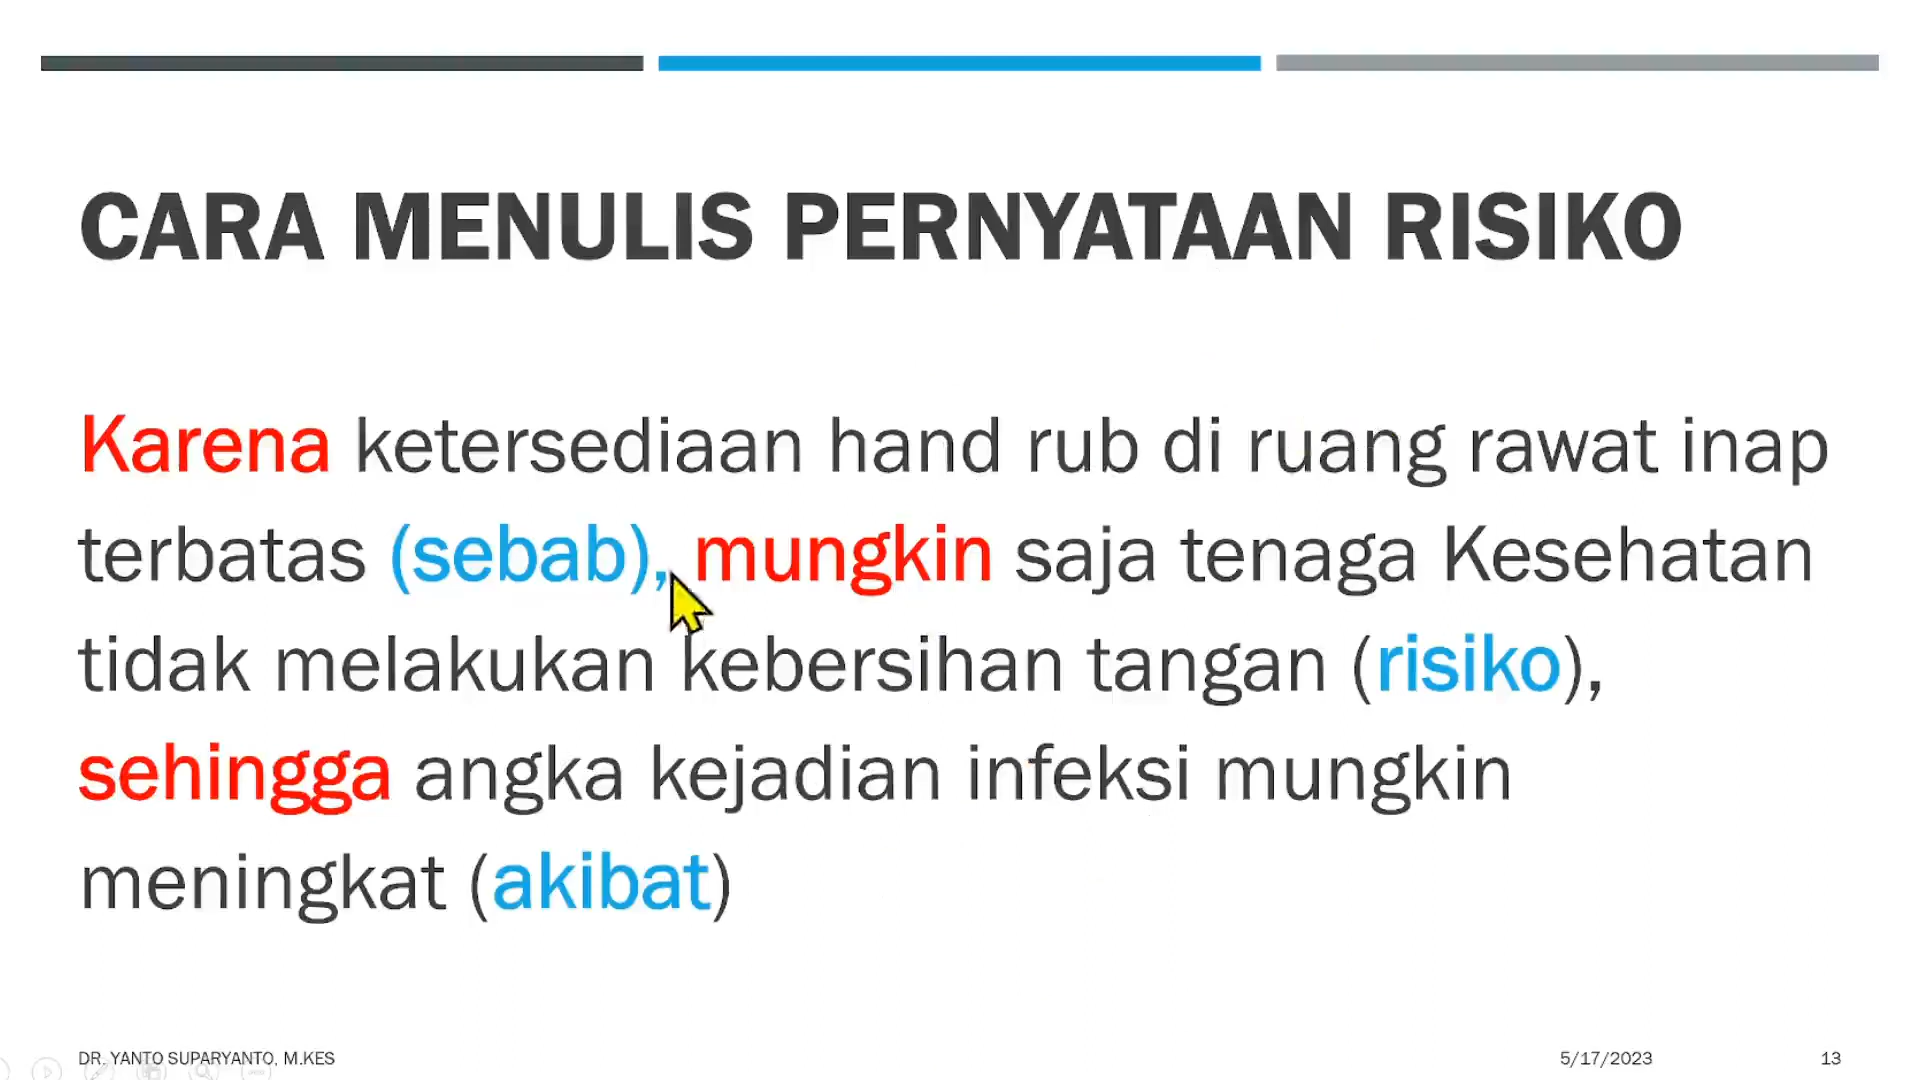 CARA MENULIS PERNYATAAN RISIKO
Karena ketersediaan hand rub di ruang rawat inap
terbatas (sebab), mungkin saja tenaga Kesehatan
tidak melakukan kebersihan tangan (risiko),
sehingga angka kejadian infeksi mungkin
meningkat (akibat)
DR. YANTO SUPARYANTO, M.KES
5/17/2023
13